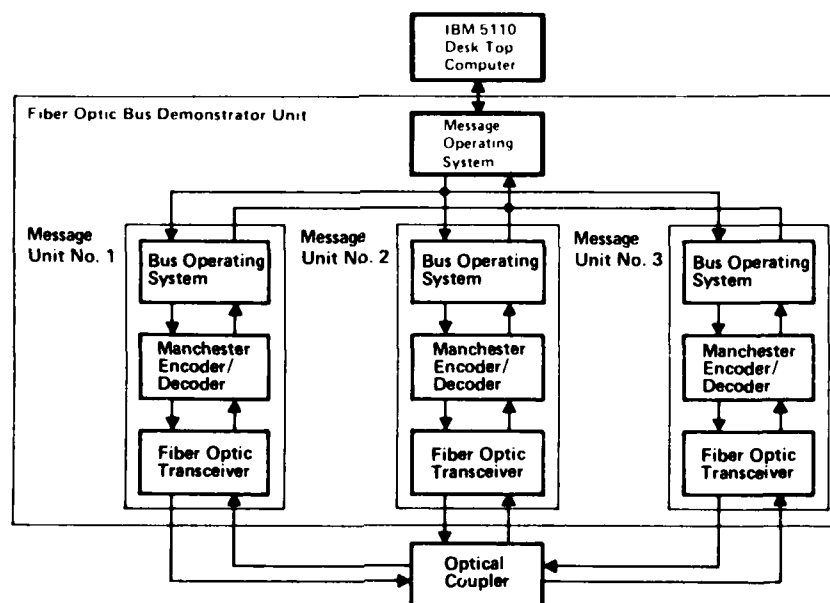 IBM 5110
Desk Top
Computer
Fiber Optic Bus Demonstrator Unit
Message
Operating
System
Message
Unit No. 1
Bus Operating
System
Manchester
Encoder/
Decoder
Fiber Optic
Transceiver
Message
Unit No. 2
Bus Operating
System
Manchester
Encoder/
Decoder
Fiber Optic
Transceiver
Message
Unit No. 3
Bus Operating
System
Manchester
Encoder/
Decoder
Fiber Optic
Transceiver
Optical
Coupler